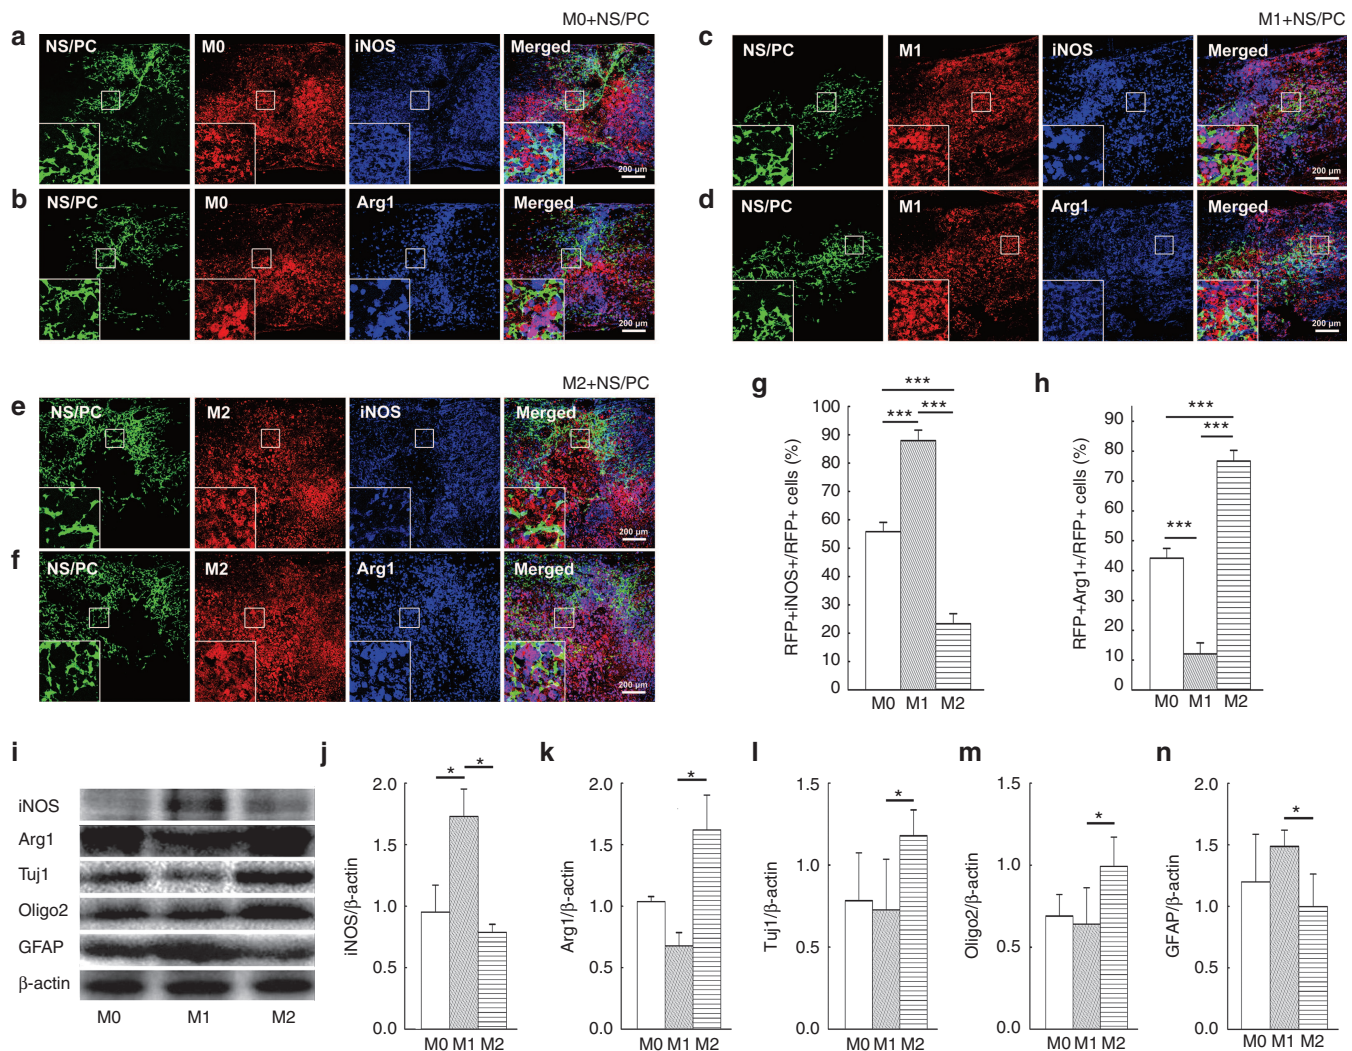 M0+NS/PC
M1+NS/PC
a
NS/PC
M0
iNOS
Merged
200 μm
c
NS/PC
M1
iNOS
Merged
200 μm
b
NS/PC
M0
Arg1
Merged
200 μm
d
NS/PC
M1
Arg1
Merged
200 μm
M2+NS/PC
e
NS/PC
M2
iNOS
Merged
200 μm
f
NS/PC
M2
Arg1
Merged
200 μm
g
RFP+iNOS+/RFP+ cells (%)
100
90
80
70
60
50
40
30
20
10
0
***
***
***
M0 M1 M2
h
RFP+Arg1+/RFP+ cells (%)
90
80
70
60
50
40
30
20
10
0
***
***
***
M0 M1 M2
i
iNOS
Arg1
Tuj1
Oligo2
GFAP
β-actin
M0 M1 M2
j
iNOS/β-actin
2.0
1.5
1.0
0.5
0.0
* *
M0 M1 M2
k
Arg1/β-actin
2.0
1.5
1.0
0.5
0.0
*
M0 M1 M2
l
Tuj1/β-actin
1.5
1.0
0.5
0.0
*
M0 M1 M2
m
Oligo2/β-actin
1.5
1.0
0.5
0.0
*
M0 M1 M2
n
GFAP/β-actin
2.0
1.5
1.0
0.5
0.0
*
M0 M1 M2